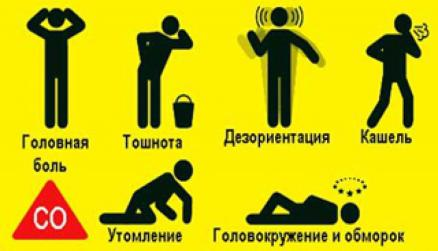 Головная боль
Тошнота
Дезориентация
Кашель
CO
Утомление
Головокружение и обморок